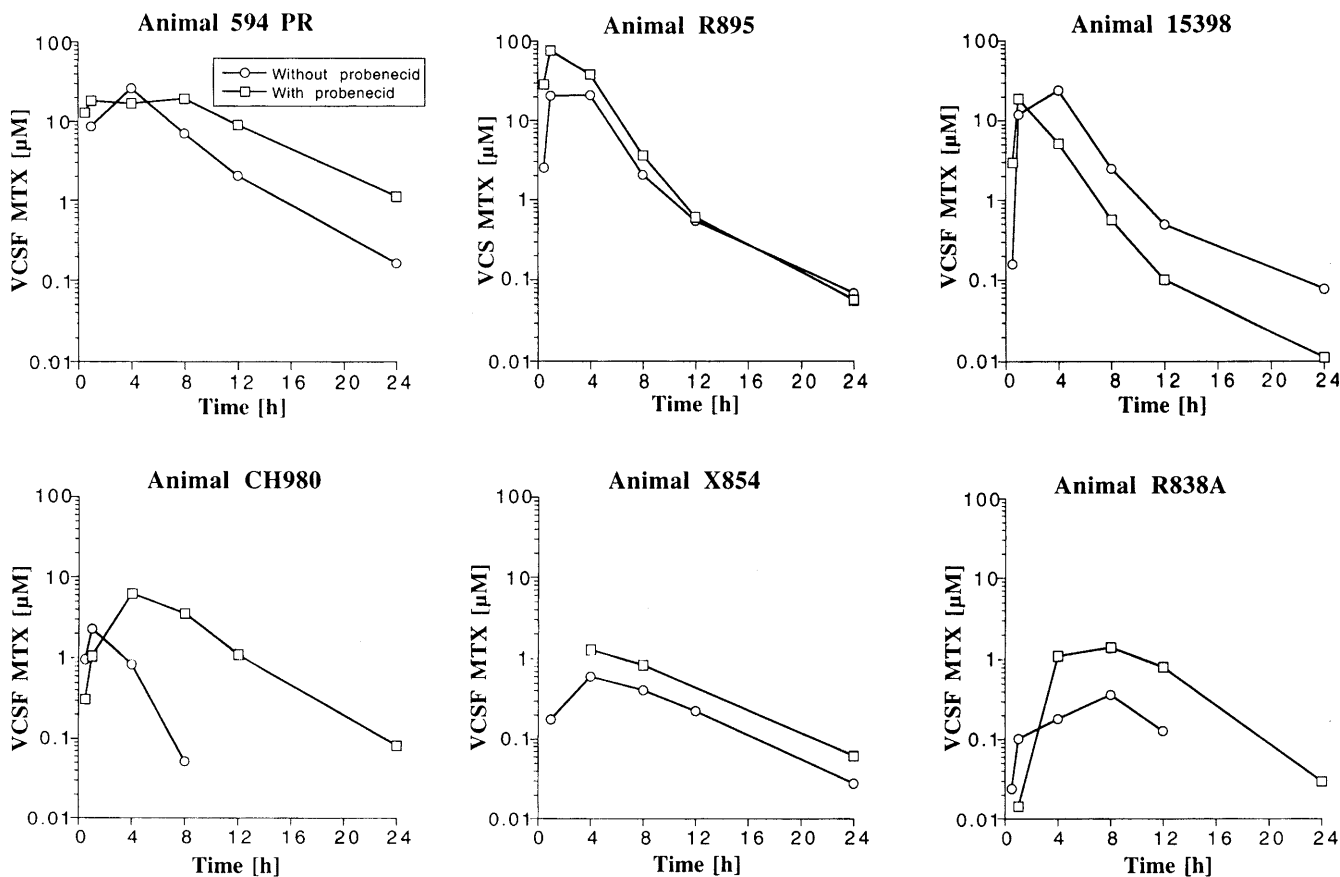 Animal 594 PR
100
10
1
0.1
0.01
VCSF MTX [µM]
Without probenecid
With probenecid
0 4 8 12 16 20 24
Time [h]
Animal R895
100
10
1
0.1
0.01
VCS MTX [µM]
0 4 8 12 16 20 24
Time [h]
Animal 15398
100
10
1
0.1
0.01
VCSF MTX [µM]
0 4 8 12 16 20 24
Time [h]
Animal CH980
100
10
1
0.1
0.01
VCSF MTX [µM]
0 4 8 12 16 20 24
Time [h]
Animal X854
100
10
1
0.1
0.01
VCSF MTX [µM]
0 4 8 12 16 20 24
Time [h]
Animal R838A
100
10
1
0.1
0.01
VCSF MTX [µM]
0 4 8 12 16 20 24
Time [h]